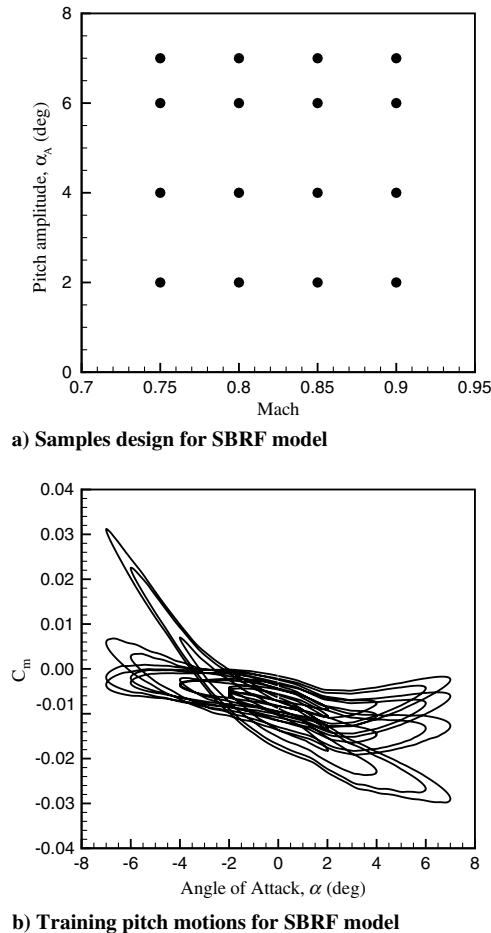 8
6
4
2
0
Pitch amplitude, α_A (deg)
0.7 0.75 0.8 0.85 0.9 0.95
Mach
a) Samples design for SBRF model
0.04
0.03
0.02
0.01
0.00
-0.01
-0.02
-0.03
-0.04
C_m
-8 -6 -4 -2 0 2 4 6 8
Angle of Attack, α (deg)
b) Training pitch motions for SBRF model